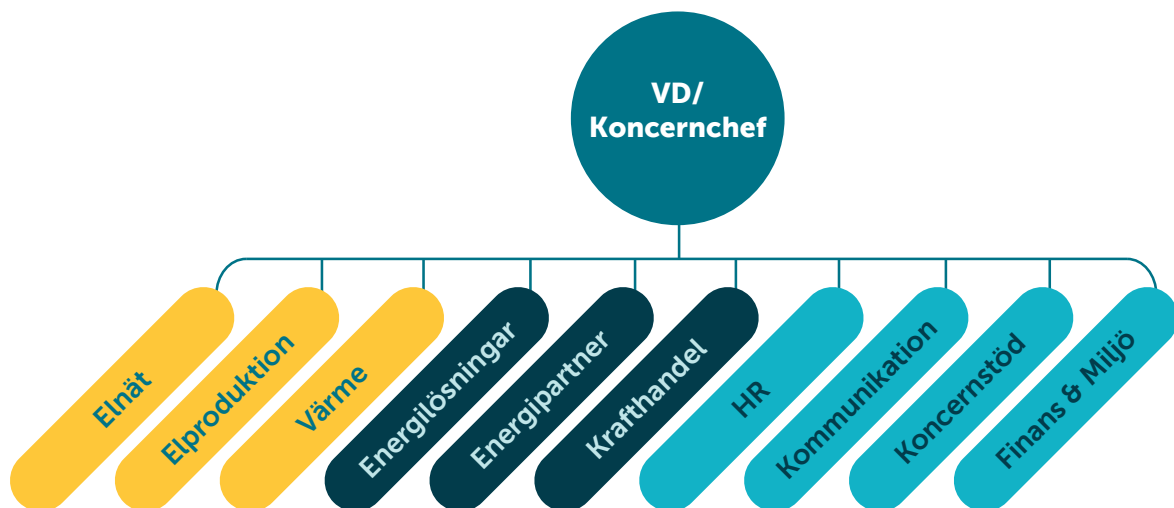 VD/
Koncernchef
Elnät
Elproduktion
Värme
Energilösningar
Energipartner
Krafthandel
HR
Kommunikation
Koncernstöd
Finans & Miljö